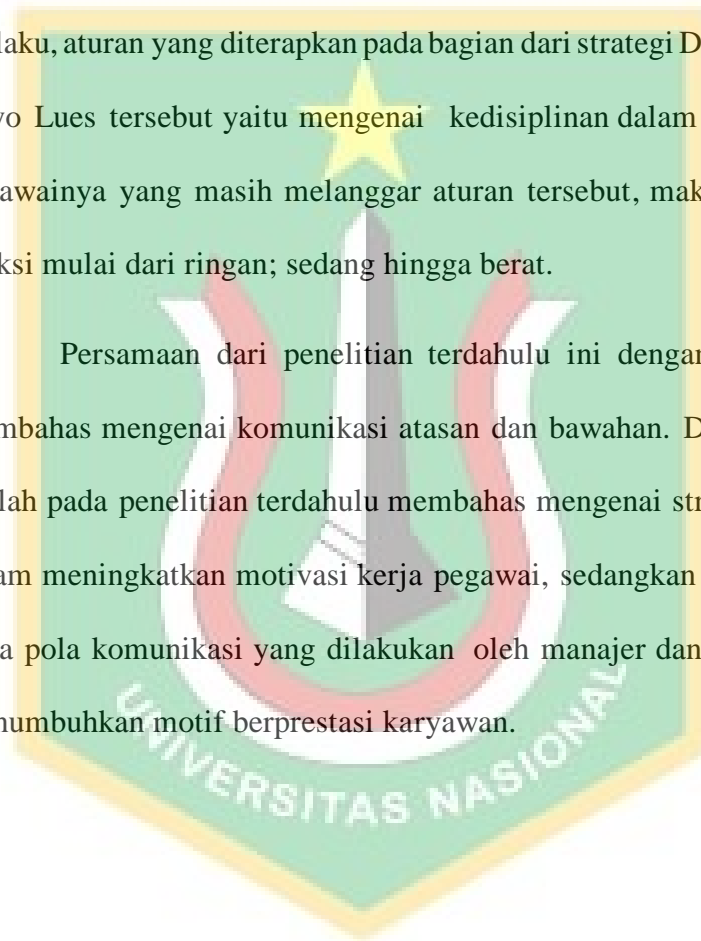 laku, aturan yang diterapkan pada bagian dari strategi D
o Lues tersebut yaitu mengenai kedisiplinan dalam
awainya yang masih melanggar aturan tersebut, mak
ksi mulai dari ringan; sedang hingga berat.
Persamaan dari penelitian terdahulu ini dengan
mbahas mengenai komunikasi atasan dan bawahan. D
lah pada penelitian terdahulu membahas mengenai str
am meningkatkan motivasi kerja pegawai, sedangkan
a pola komunikasi yang dilakukan oleh manajer dan
numbuhkan motif berprestasi karyawan.
UNIVERSITAS NASIONAL